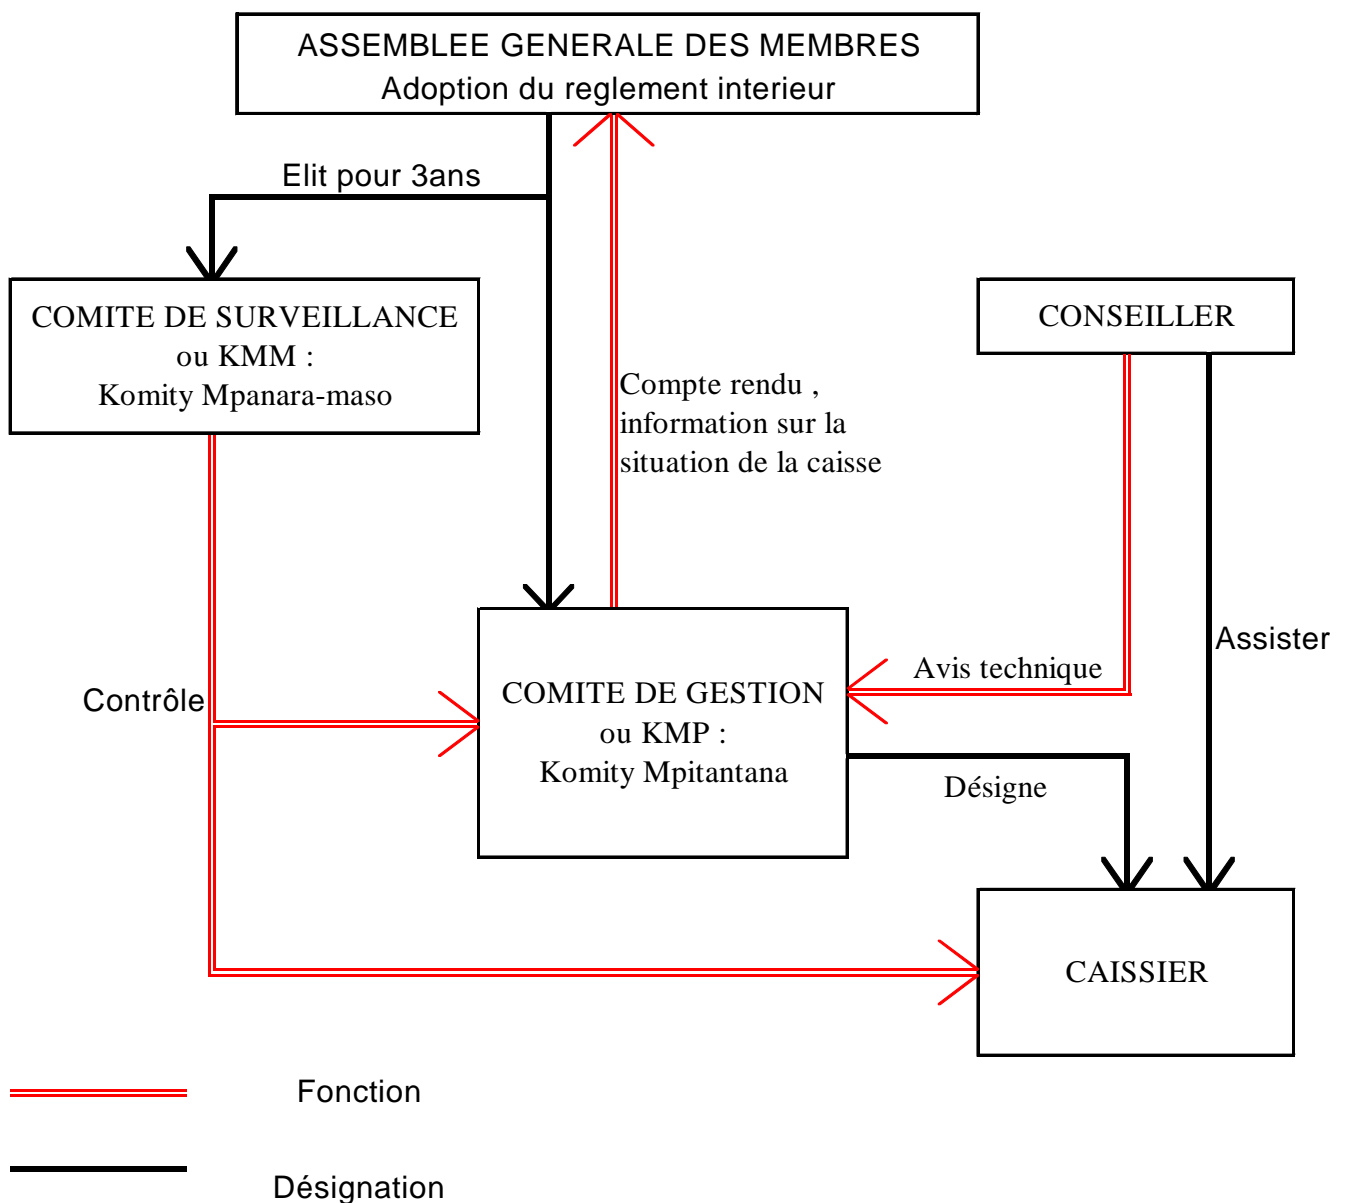 ASSEMBLEE GENERALE DES MEMBRES
Adoption du reglement interieur
Elit pour 3ans
COMITE DE SURVEILLANCE
ou KMM :
Komity Mpanara-maso
CONSEILLER
Compte rendu ,
information sur la
situation de la caisse
Assister
Avis technique
Contrôle
COMITE DE GESTION
ou KMP :
Komity Mpitantana
Désigne
CAISSIER
Fonction
Désignation